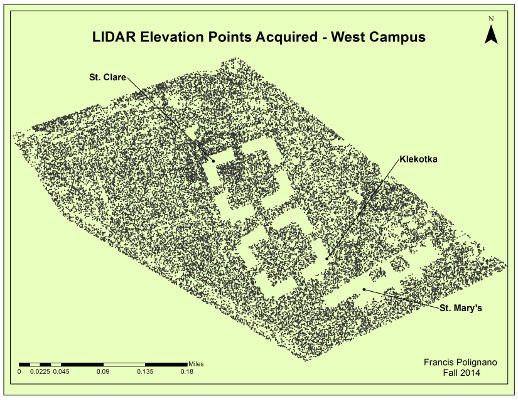 N
LIDAR Elevation Points Acquired - West Campus
St. Clare
Klekotka
St. Mary's
Miles
0 0.0225 0.045 0.09 0.135 0.18
Francis Polignano
Fall 2014